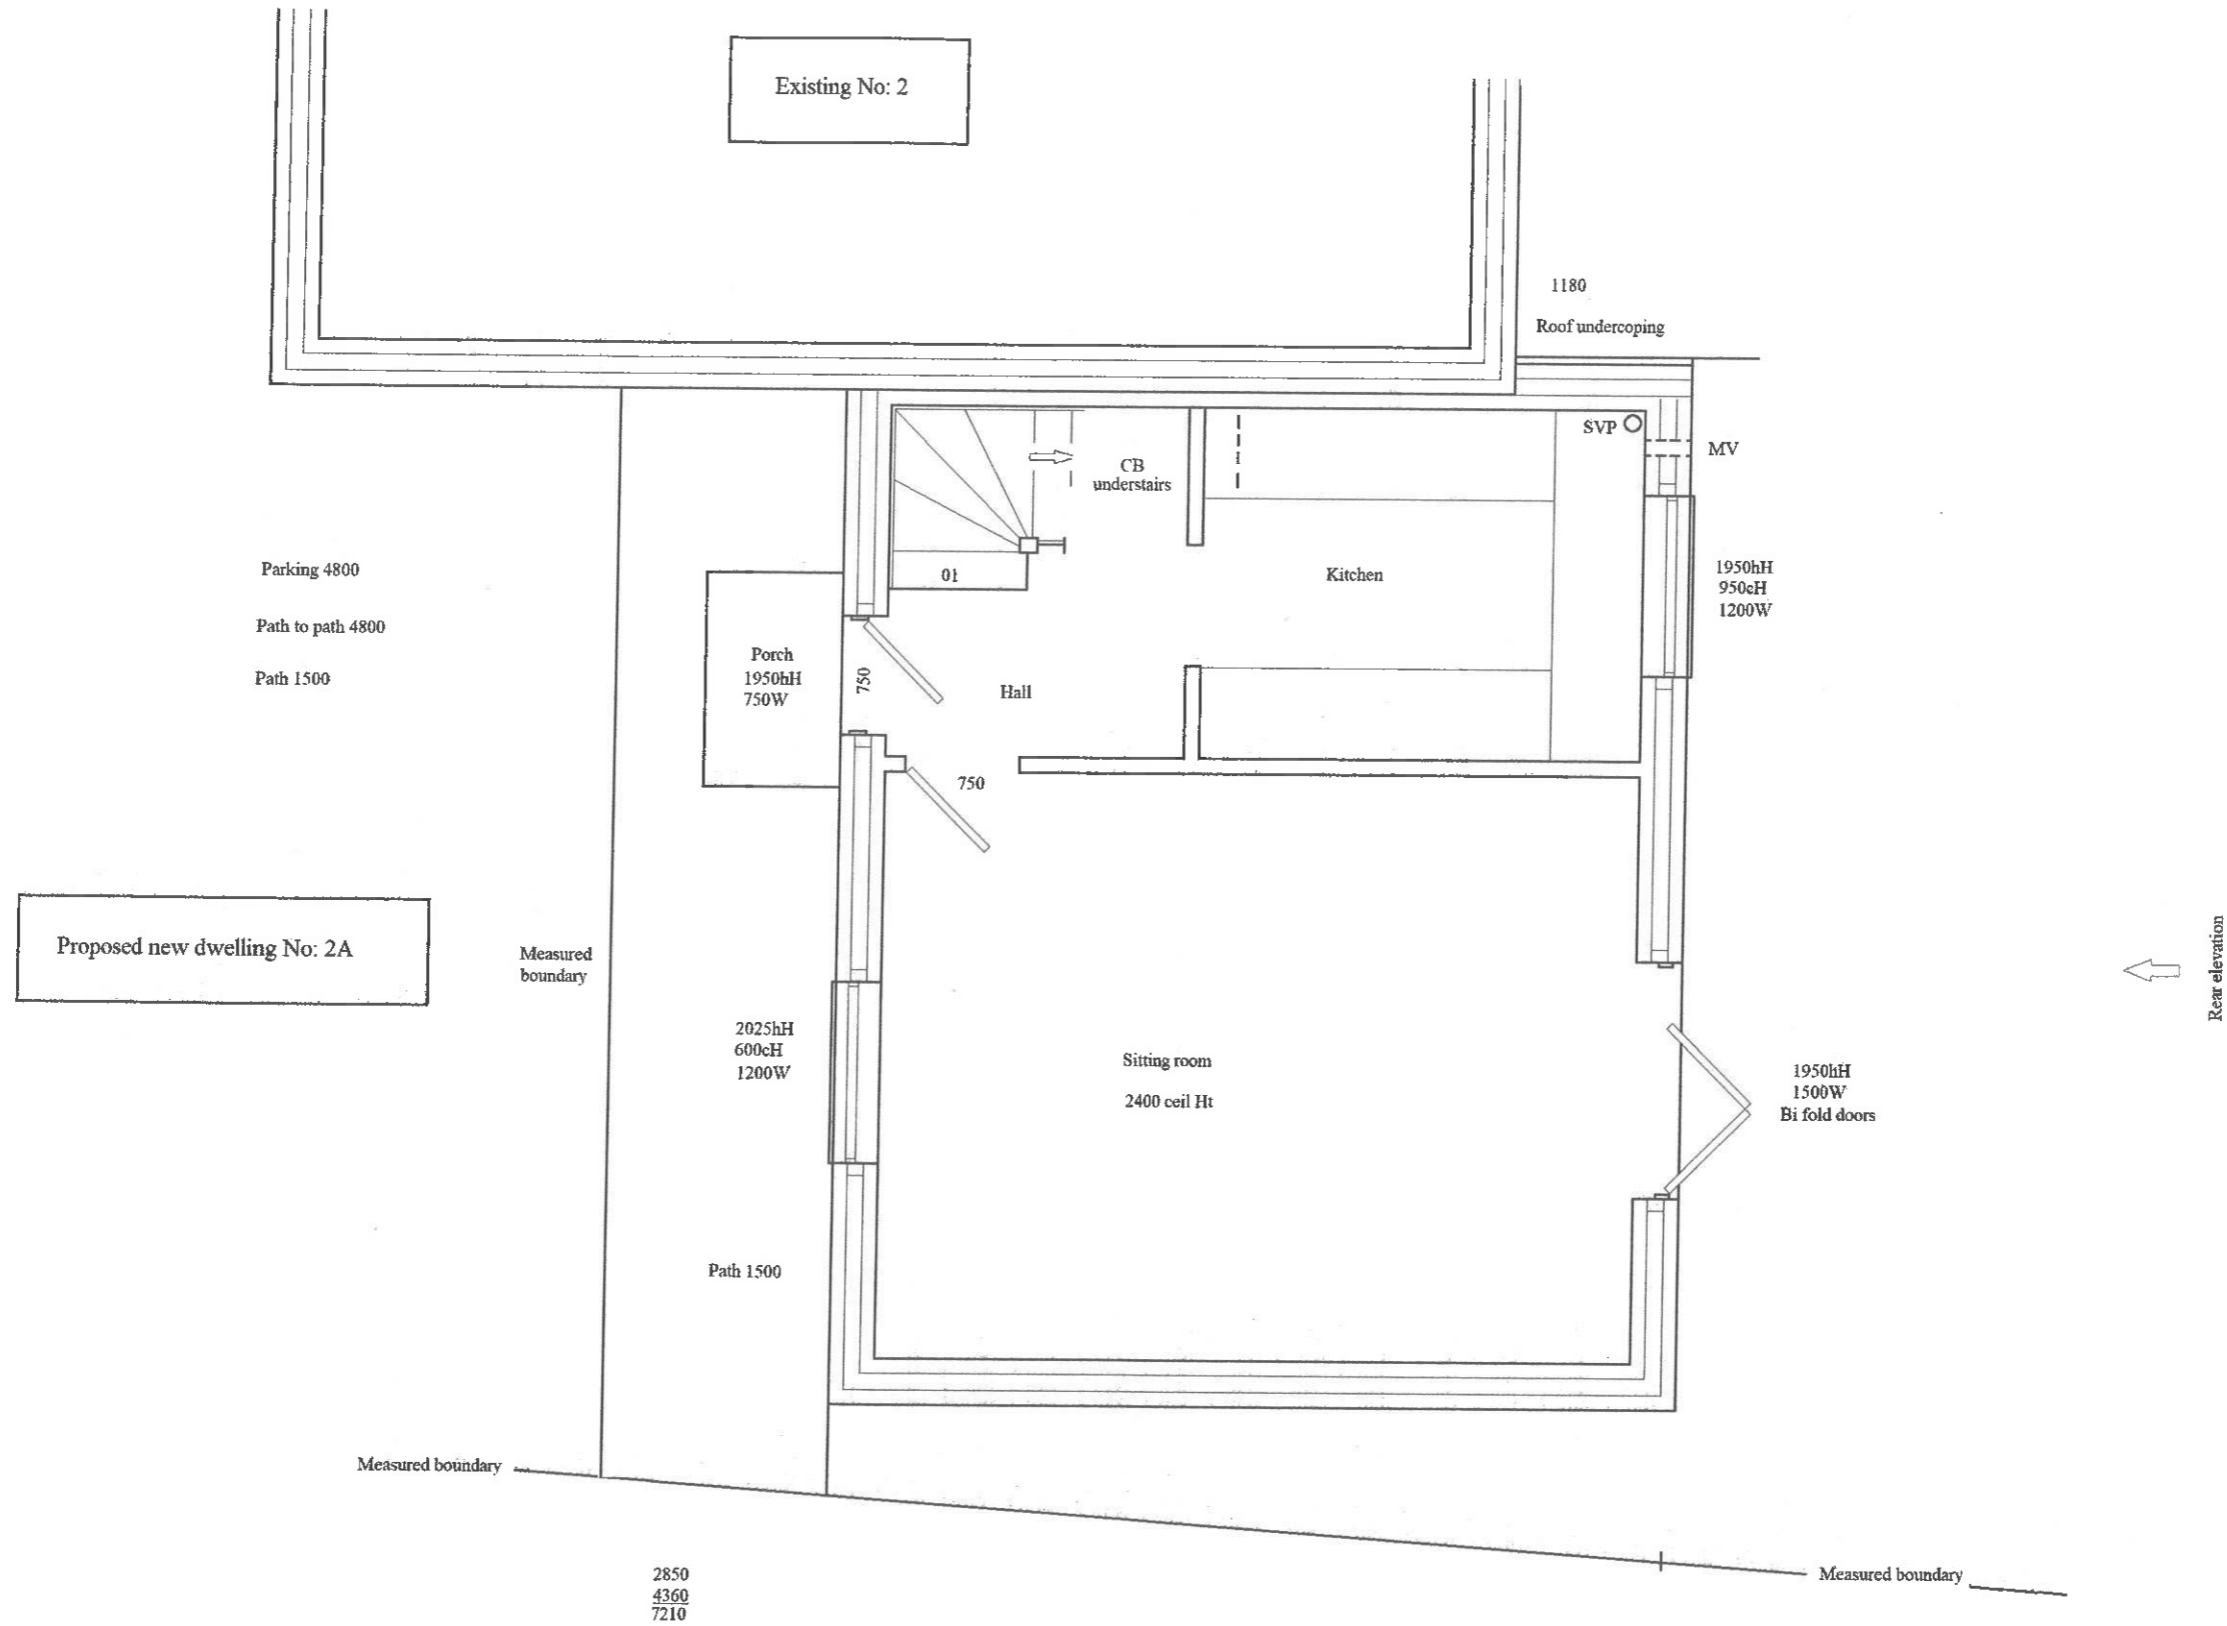 Existing No: 2
1180
Roof undercoping
SVP
MV
CB
understairs
Parking 4800
Path to path 4800
Path 1500
01
Kitchen
1950hH
950cH
1200W
Porch
1950hH
750W
750
Hall
750
Proposed new dwelling No: 2A
Measured
boundary
Rear elevation
2025hH
600cH
1200W
Sitting room
2400 ceil Ht
1950hH
1500W
Bi fold doors
Path 1500
Measured boundary
Measured boundary
2850
4360
7210